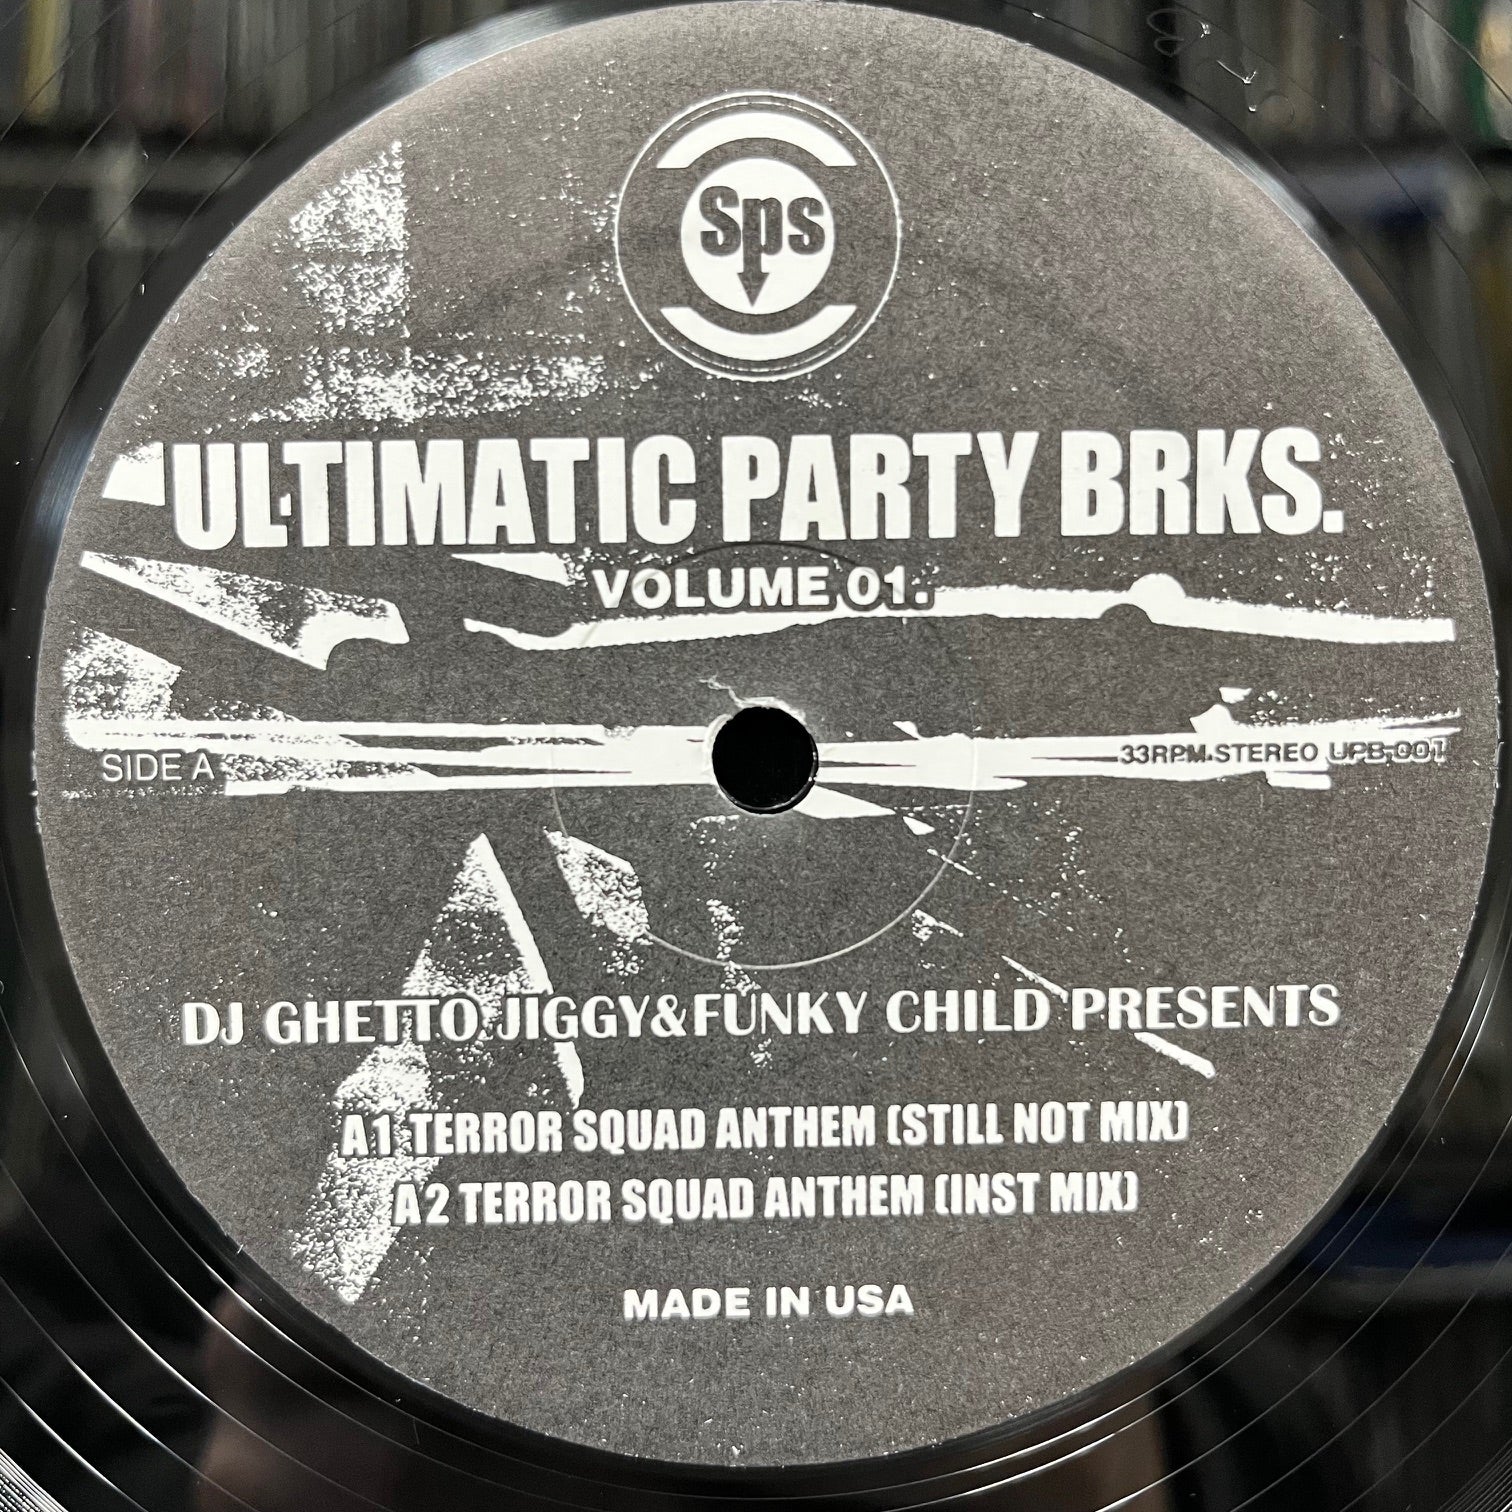 Sps
ULTIMATIC PARTY BRKS.
VOLUME 01.
SIDE A
33RPM STEREO UPB 001
DJ GHETTO JIGGY&FUNKY CHILD PRESENTS
A1 TERROR SQUAD ANTHEM (STILL NOT MIX)
A2 TERROR SQUAD ANTHEM (INST MIX)
MADE IN USA